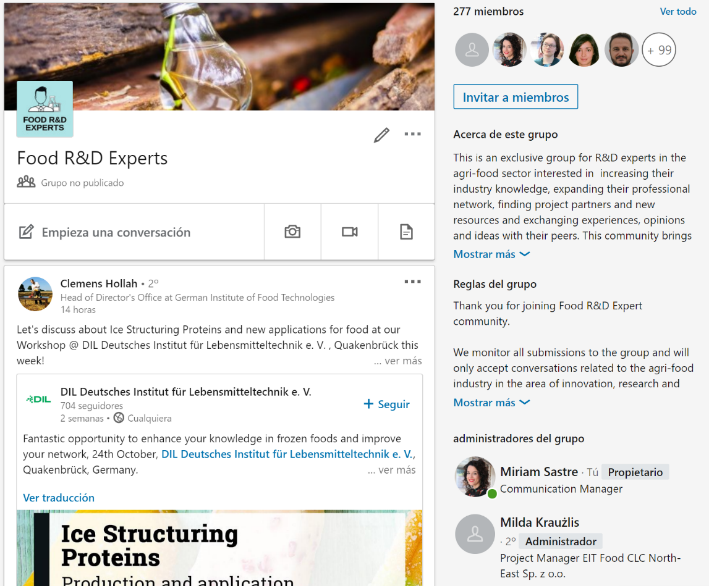 FOOD R&D
EXPERTS
Food R&D Experts
Grupo no publicado
Empieza una conversación
Clemens Hollah • 2º
Head of Director's Office at German Institute of Food Technologies
14 horas
Let's discuss about Ice Structuring Proteins and new applications for food at our
Workshop @ DIL Deutsches Institut für Lebensmitteltechnik e. V. , Quakenbrück this
week!
... ver más
DIL
DIL Deutsches Institut für Lebensmitteltechnik e. V.
704 seguidores
2 semanas • Cualquiera
+ Seguir
Fantastic opportunity to enhance your knowledge in frozen foods and improve
your network, 24th October, DIL Deutsches Institut für Lebensmitteltechnik e. V.,
Quakenbrück, Germany.
... ver más
Ver traducción
Ice Structuring
Proteins
Production and application
277 miembros
Ver todo
+ 99
Invitar a miembros
Acerca de este grupo
This is an exclusive group for R&D experts in the
agri-food sector interested in increasing their
industry knowledge, expanding their professional
network, finding project partners and new
resources and exchanging experiences, opinions
and ideas with their peers. This community brings
Mostrar más
Reglas del grupo
Thank you for joining Food R&D Expert
community.
We monitor all submissions to the group and will
only accept conversations related to the agri-food
industry in the area of innovation, research and
Mostrar más
administradores del grupo
Miriam Sastre · Tú Propietario
Communication Manager
Milda Krauźlis
· 2º Administrador
Project Manager EIT Food CLC North-
East Sp. z o.o.